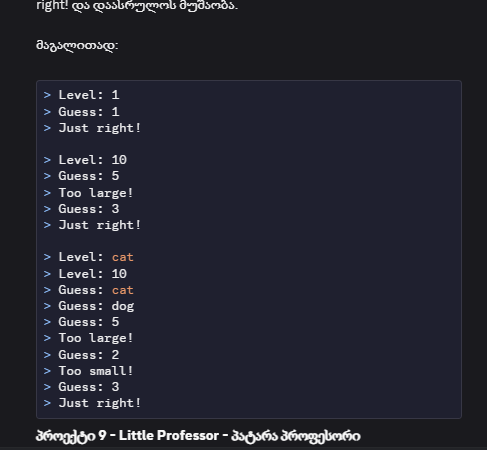 right! და დაასრულოს მუშაობა.
მაგალითად:
> Level: 1
> Guess: 1
> Just right!
> Level: 10
> Guess: 5
> Too large!
> Guess: 3
> Just right!
> Level: cat
> Level: 10
> Guess: cat
> Guess: dog
> Guess: 5
> Too large!
> Guess: 2
> Too small!
> Guess: 3
> Just right!
პროექტი 9 - Little Professor - პატარა პროფესორი